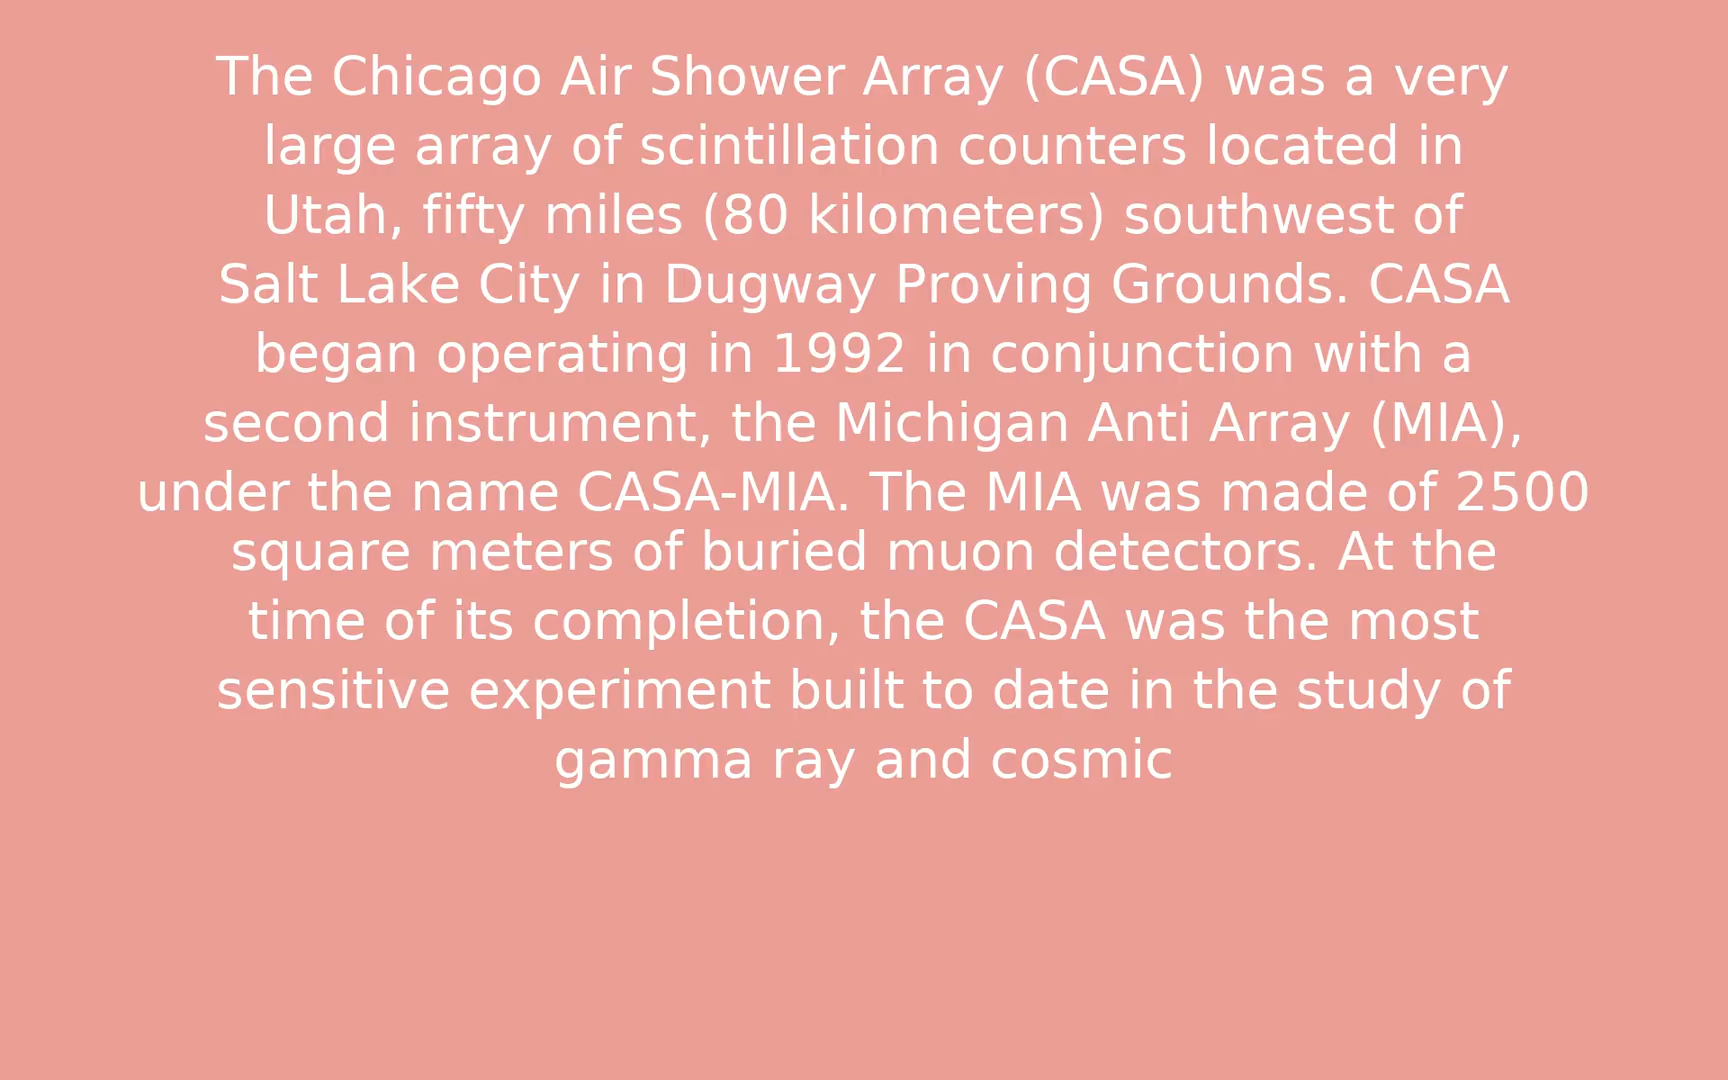 The Chicago Air Shower Array (CASA) was a very
large array of scintillation counters located in
Utah, fifty miles (80 kilometers) southwest of
Salt Lake City in Dugway Proving Grounds. CASA
began operating in 1992 in conjunction with a
second instrument, the Michigan Anti Array (MIA),
under the name CASA-MIA. The MIA was made of 2500
square meters of buried muon detectors. At the
time of its completion, the CASA was the most
sensitive experiment built to date in the study of
gamma ray and cosmic